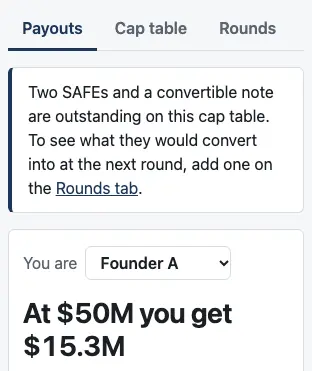 Payouts Cap table Rounds
Two SAFEs and a convertible note
are outstanding on this cap table.
To see what they would convert
into at the next round, add one on
the Rounds tab.
You are Founder A
At $50M you get
$15.3M